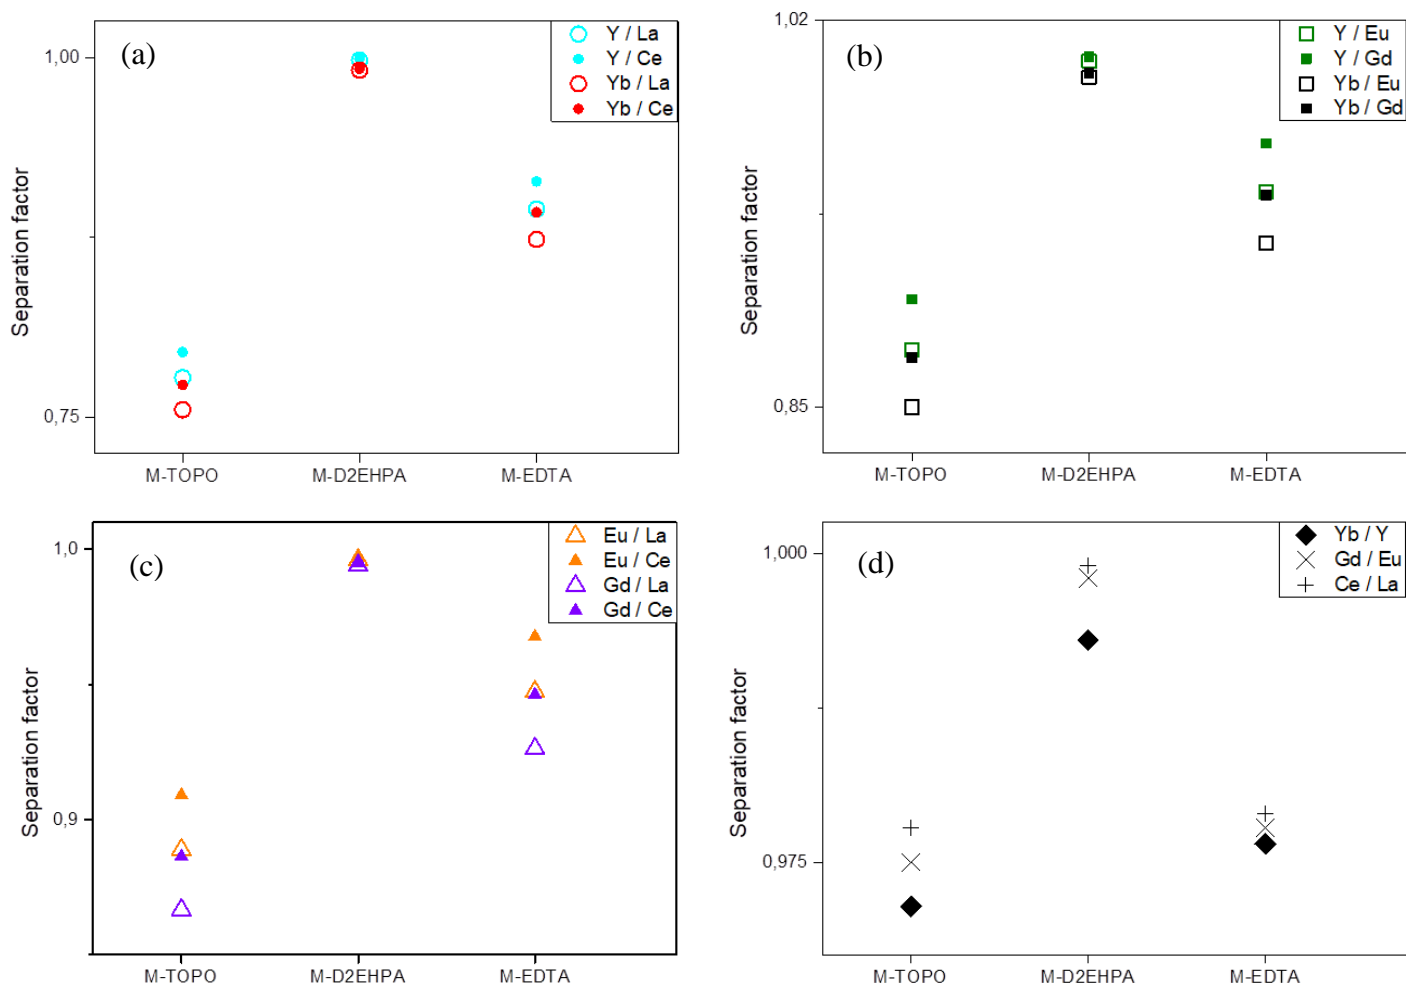 (a)
1,00
0,75
Separation factor
Y / La
Y / Ce
Yb / La
Yb / Ce
M-TOPO M-D2EHPA M-EDTA
(b)
1,02
0,85
Separation factor
Y / Eu
Y / Gd
Yb / Eu
Yb / Gd
M-TOPO M-D2EHPA M-EDTA
(c)
1,0
0,9
Separation factor
Eu / La
Eu / Ce
Gd / La
Gd / Ce
M-TOPO M-D2EHPA M-EDTA
(d)
1,000
0,975
Separation factor
Yb / Y
Gd / Eu
Ce / La
M-TOPO M-D2EHPA M-EDTA